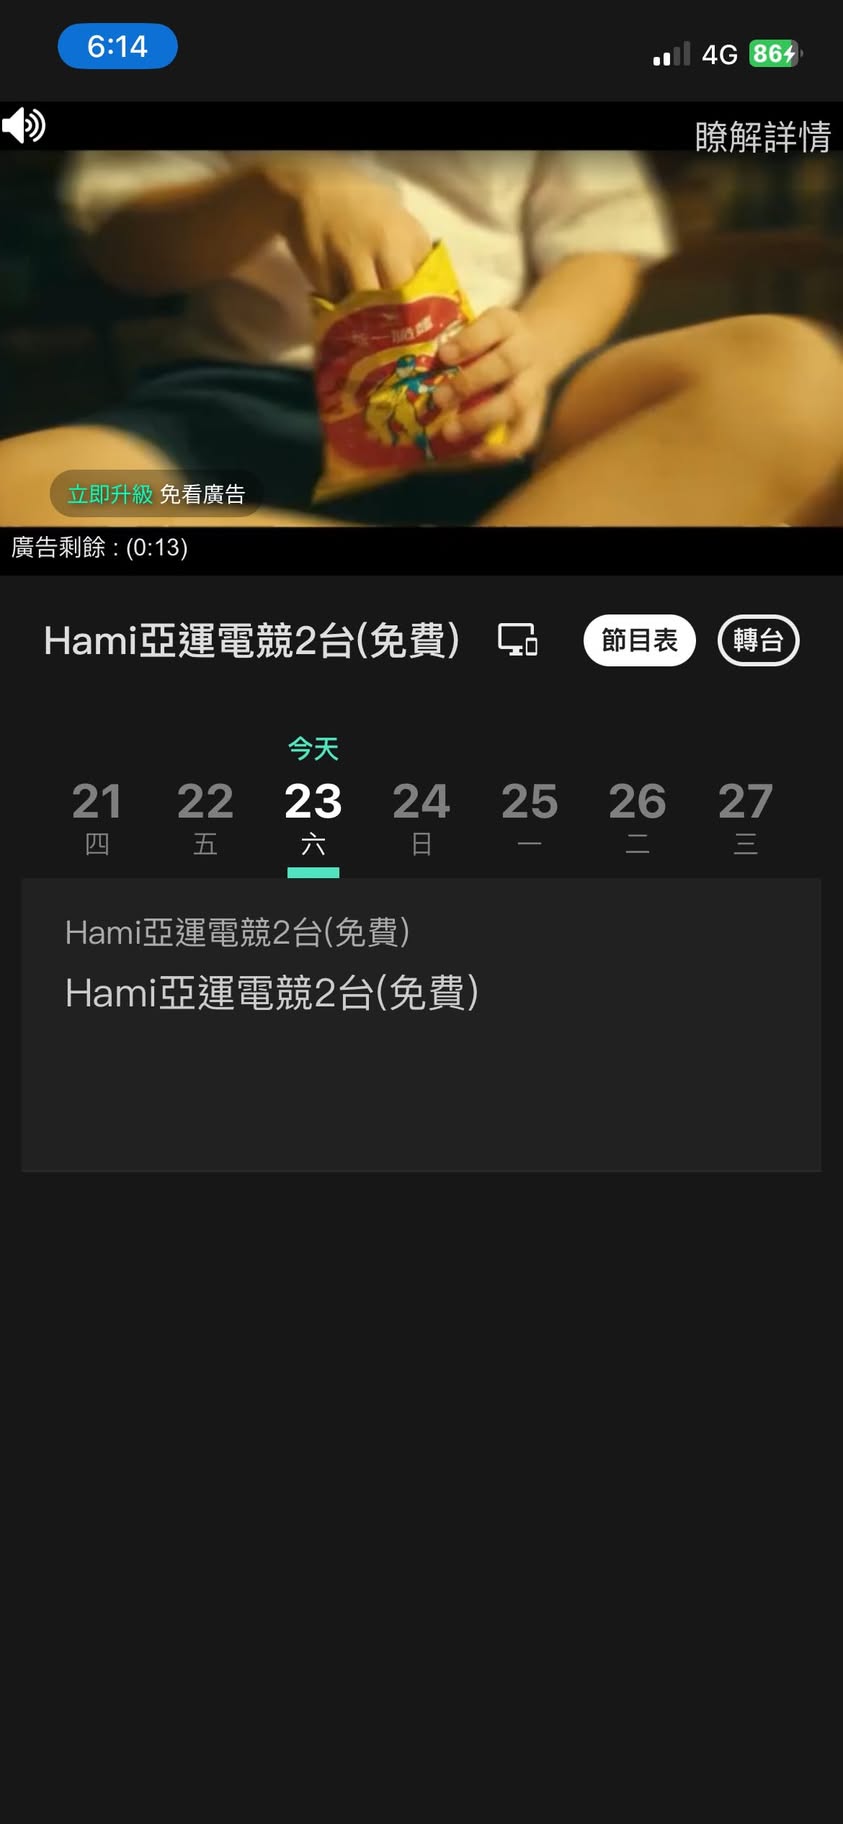 6:14
4G 86
瞭解詳情
統一脆麵
立即升級 免看廣告
廣告剩餘 : (0:13)
Hami亞運電競2台(免費)
節目表
轉台
今天
21 22 23 24 25 26 27
四 五 六 日 一 二 三
Hami亞運電競2台(免費)
Hami亞運電競2台(免費)